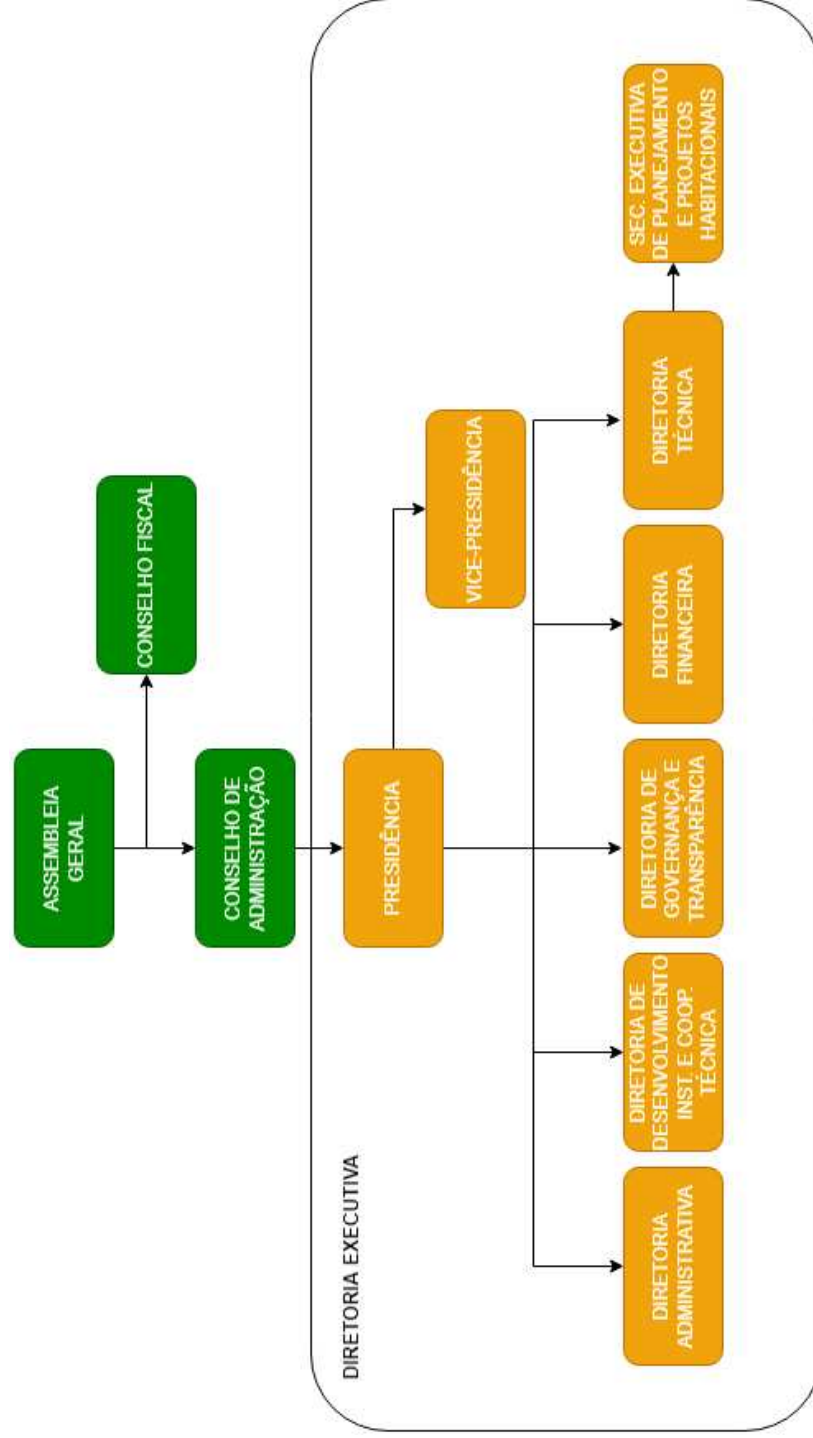 ASSEMBLEIA
GERAL
CONSELHO FISCAL
CONSELHO DE
ADMINISTRAÇÃO
DIRETORIA EXECUTIVA
PRESIDÊNCIA
VICE-PRESIDÊNCIA
DIRETORIA
ADMINISTRATIVA
DIRETORIA DE
DESENVOLVIMENTO
INST. E COOP.
TÉCNICA
DIRETORIA DE
GOVERNANÇA E
TRANSPARÊNCIA
DIRETORIA
FINANCEIRA
DIRETORIA
TÉCNICA
SEC. EXECUTIVA
DE PLANEJAMENTO
E PROJETOS
HABITACIONAIS